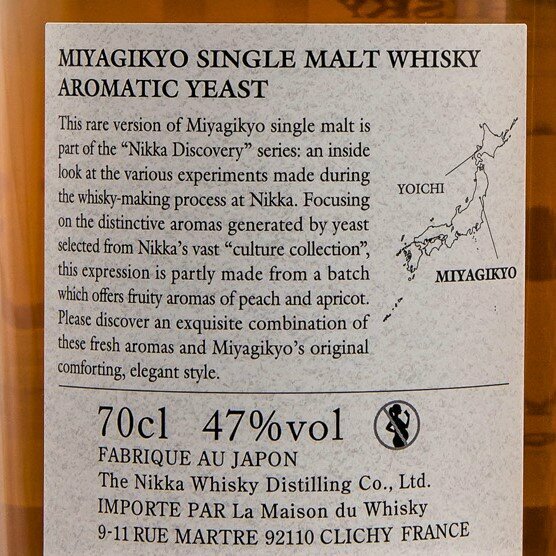 MIYAGIKYO SINGLE MALT WHISKY
AROMATIC YEAST
This rare version of Miyagikyo single malt is
part of the “Nikka Discovery” series: an inside
look at the various experiments made during
the whisky-making process at Nikka. Focusing
on the distinctive aromas generated by yeast
selected from Nikka’s vast “culture collection”,
this expression is partly made from a batch
which offers fruity aromas of peach and apricot.
Please discover an exquisite combination of
these fresh aromas and Miyagikyo’s original
comforting, elegant style.
YOICHI
MIYAGIKYO
70cl 47%vol
FABRIQUE AU JAPON
The Nikka Whisky Distilling Co., Ltd.
IMPORTE PAR La Maison du Whisky
9-11 RUE MARTRE 92110 CLICHY FRANCE